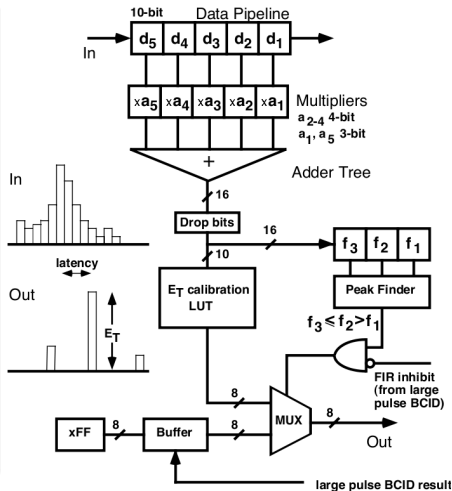 10-bit
Data Pipeline
In
d5 d4 d3 d2 d1
xa5 xa4 xa3 xa2 xa1
Multipliers
a2-4 4-bit
a1, a5 3-bit
+
Adder Tree
In
16
Drop bits
16
10
f3 f2 f1
latency
ET calibration
LUT
Peak Finder
Out
ET
f3 ≤ f2 > f1
FIR inhibit
(from large
pulse BCID)
8
MUX
8
Out
xFF
8
Buffer
8
large pulse BCID result